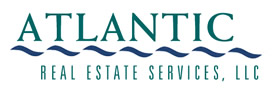 ATLANTIC
REAL ESTATE SERVICES, LLC